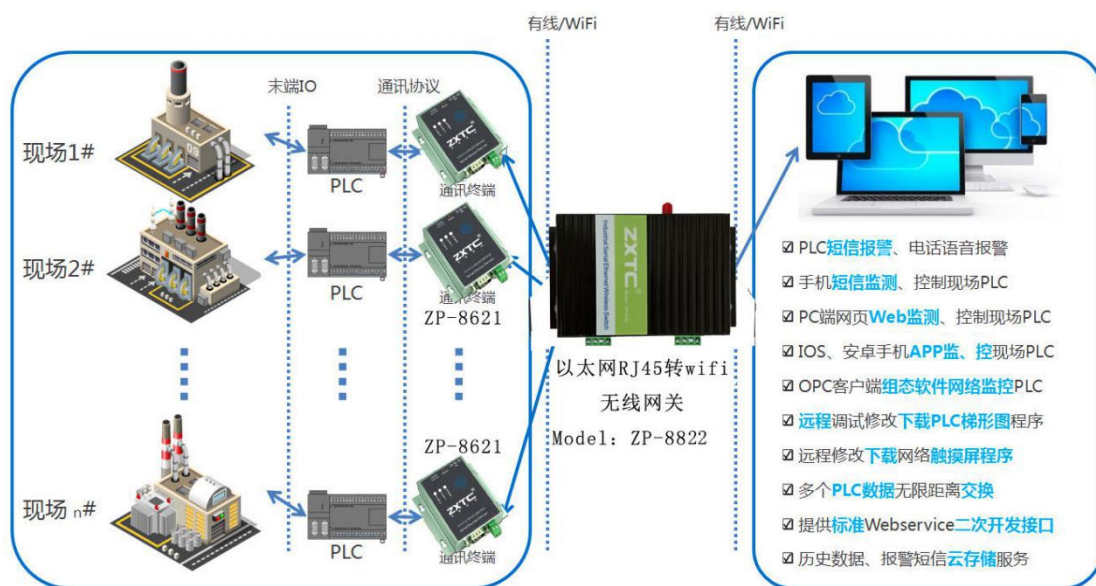 有线/WiFi
有线/WiFi
末端IO
通讯协议
现场1#
PLC
ZXTC
通讯终端
现场2#
PLC
ZXTC
通讯终端
ZP-8621
ZXTC
Industrial Serial Ethernet Wireless Switch
以太网RJ45转wifi
无线网关
Model: ZP-8822
ZP-8621
现场 n#
PLC
ZXTC
通讯终端
☑ PLC短信报警、电话语音报警
☑ 手机短信监测、控制现场PLC
☑ PC端网页Web监测、控制现场PLC
☑ IOS、安卓手机APP监、控现场PLC
☑ OPC客户端组态软件网络监控PLC
☑ 远程调试修改下载PLC梯形图程序
☑ 远程修改下载网络触摸屏程序
☑ 多个PLC数据无限距离交换
☑ 提供标准Webservice二次开发接口
☑ 历史数据、报警短信云存储服务